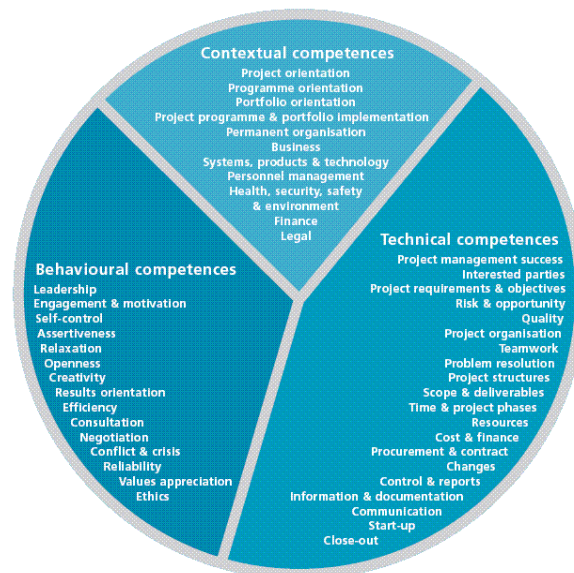 Contextual competences
Project orientation
Programme orientation
Portfolio orientation
Project programme & portfolio implementation
Permanent organisation
Business
Systems, products & technology
Personnel management
Health, security, safety
& environment
Finance
Legal
Behavioural competences
Leadership
Engagement & motivation
Self-control
Assertiveness
Relaxation
Openness
Creativity
Results orientation
Efficiency
Consultation
Negotiation
Conflict & crisis
Reliability
Values appreciation
Ethics
Technical competences
Project management success
Interested parties
Project requirements & objectives
Risk & opportunity
Quality
Project organisation
Teamwork
Problem resolution
Project structures
Scope & deliverables
Time & project phases
Resources
Cost & finance
Procurement & contract
Changes
Control & reports
Information & documentation
Communication
Start-up
Close-out